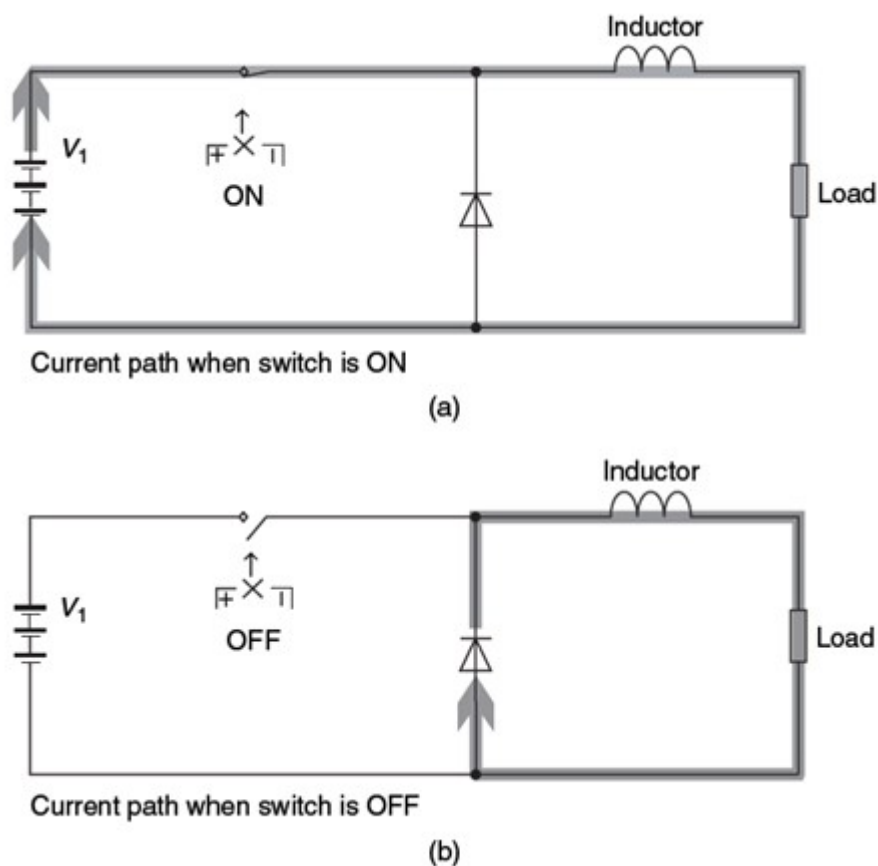 Inductor
V1
+
ON
Load
Current path when switch is ON
(a)
Inductor
V1
+
OFF
Load
Current path when switch is OFF
(b)